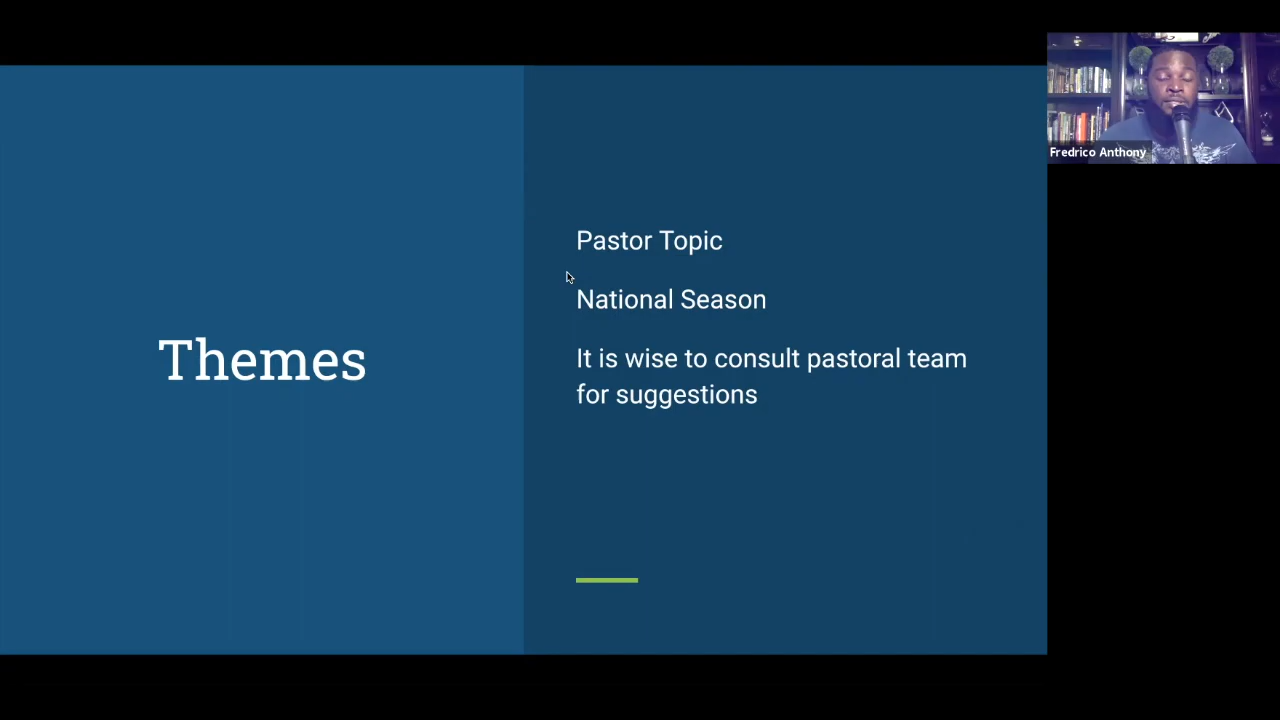 Themes
Pastor Topic
National Season
It is wise to consult pastoral team
for suggestions
Fredrico Anthony